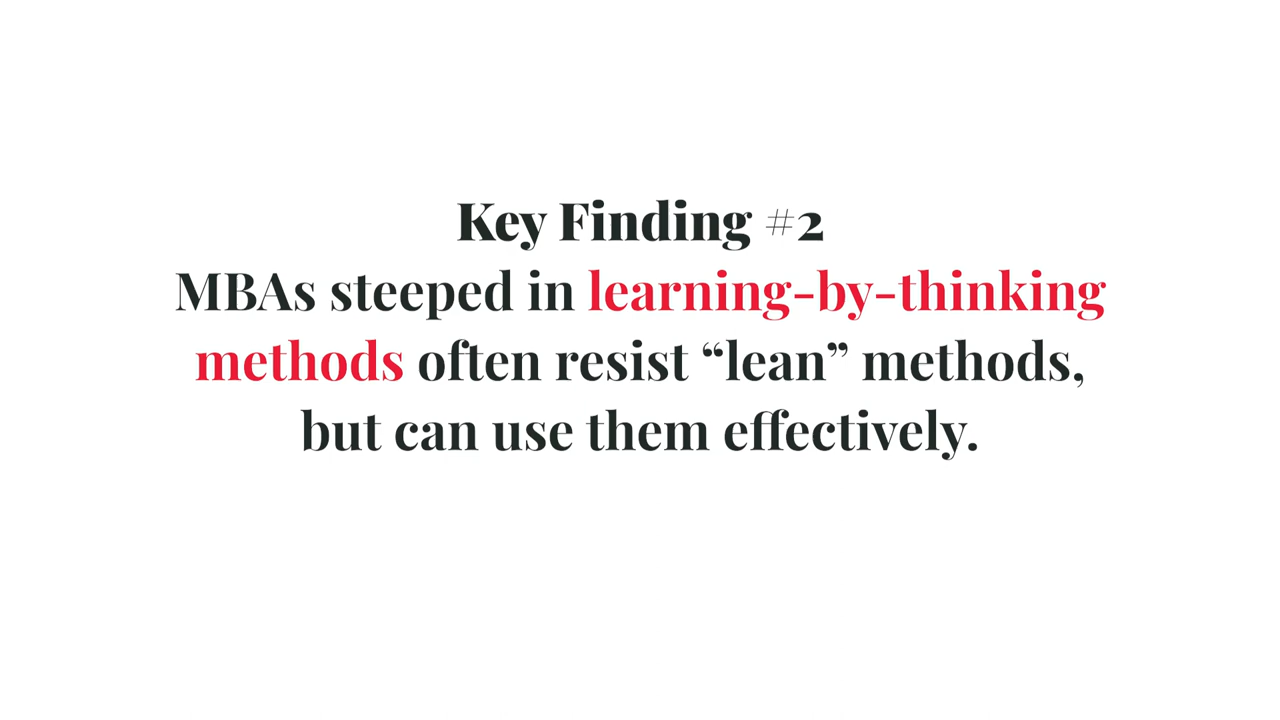 Key Finding #2
MBAs steeped in learning-by-thinking
methods often resist “lean” methods,
but can use them effectively.